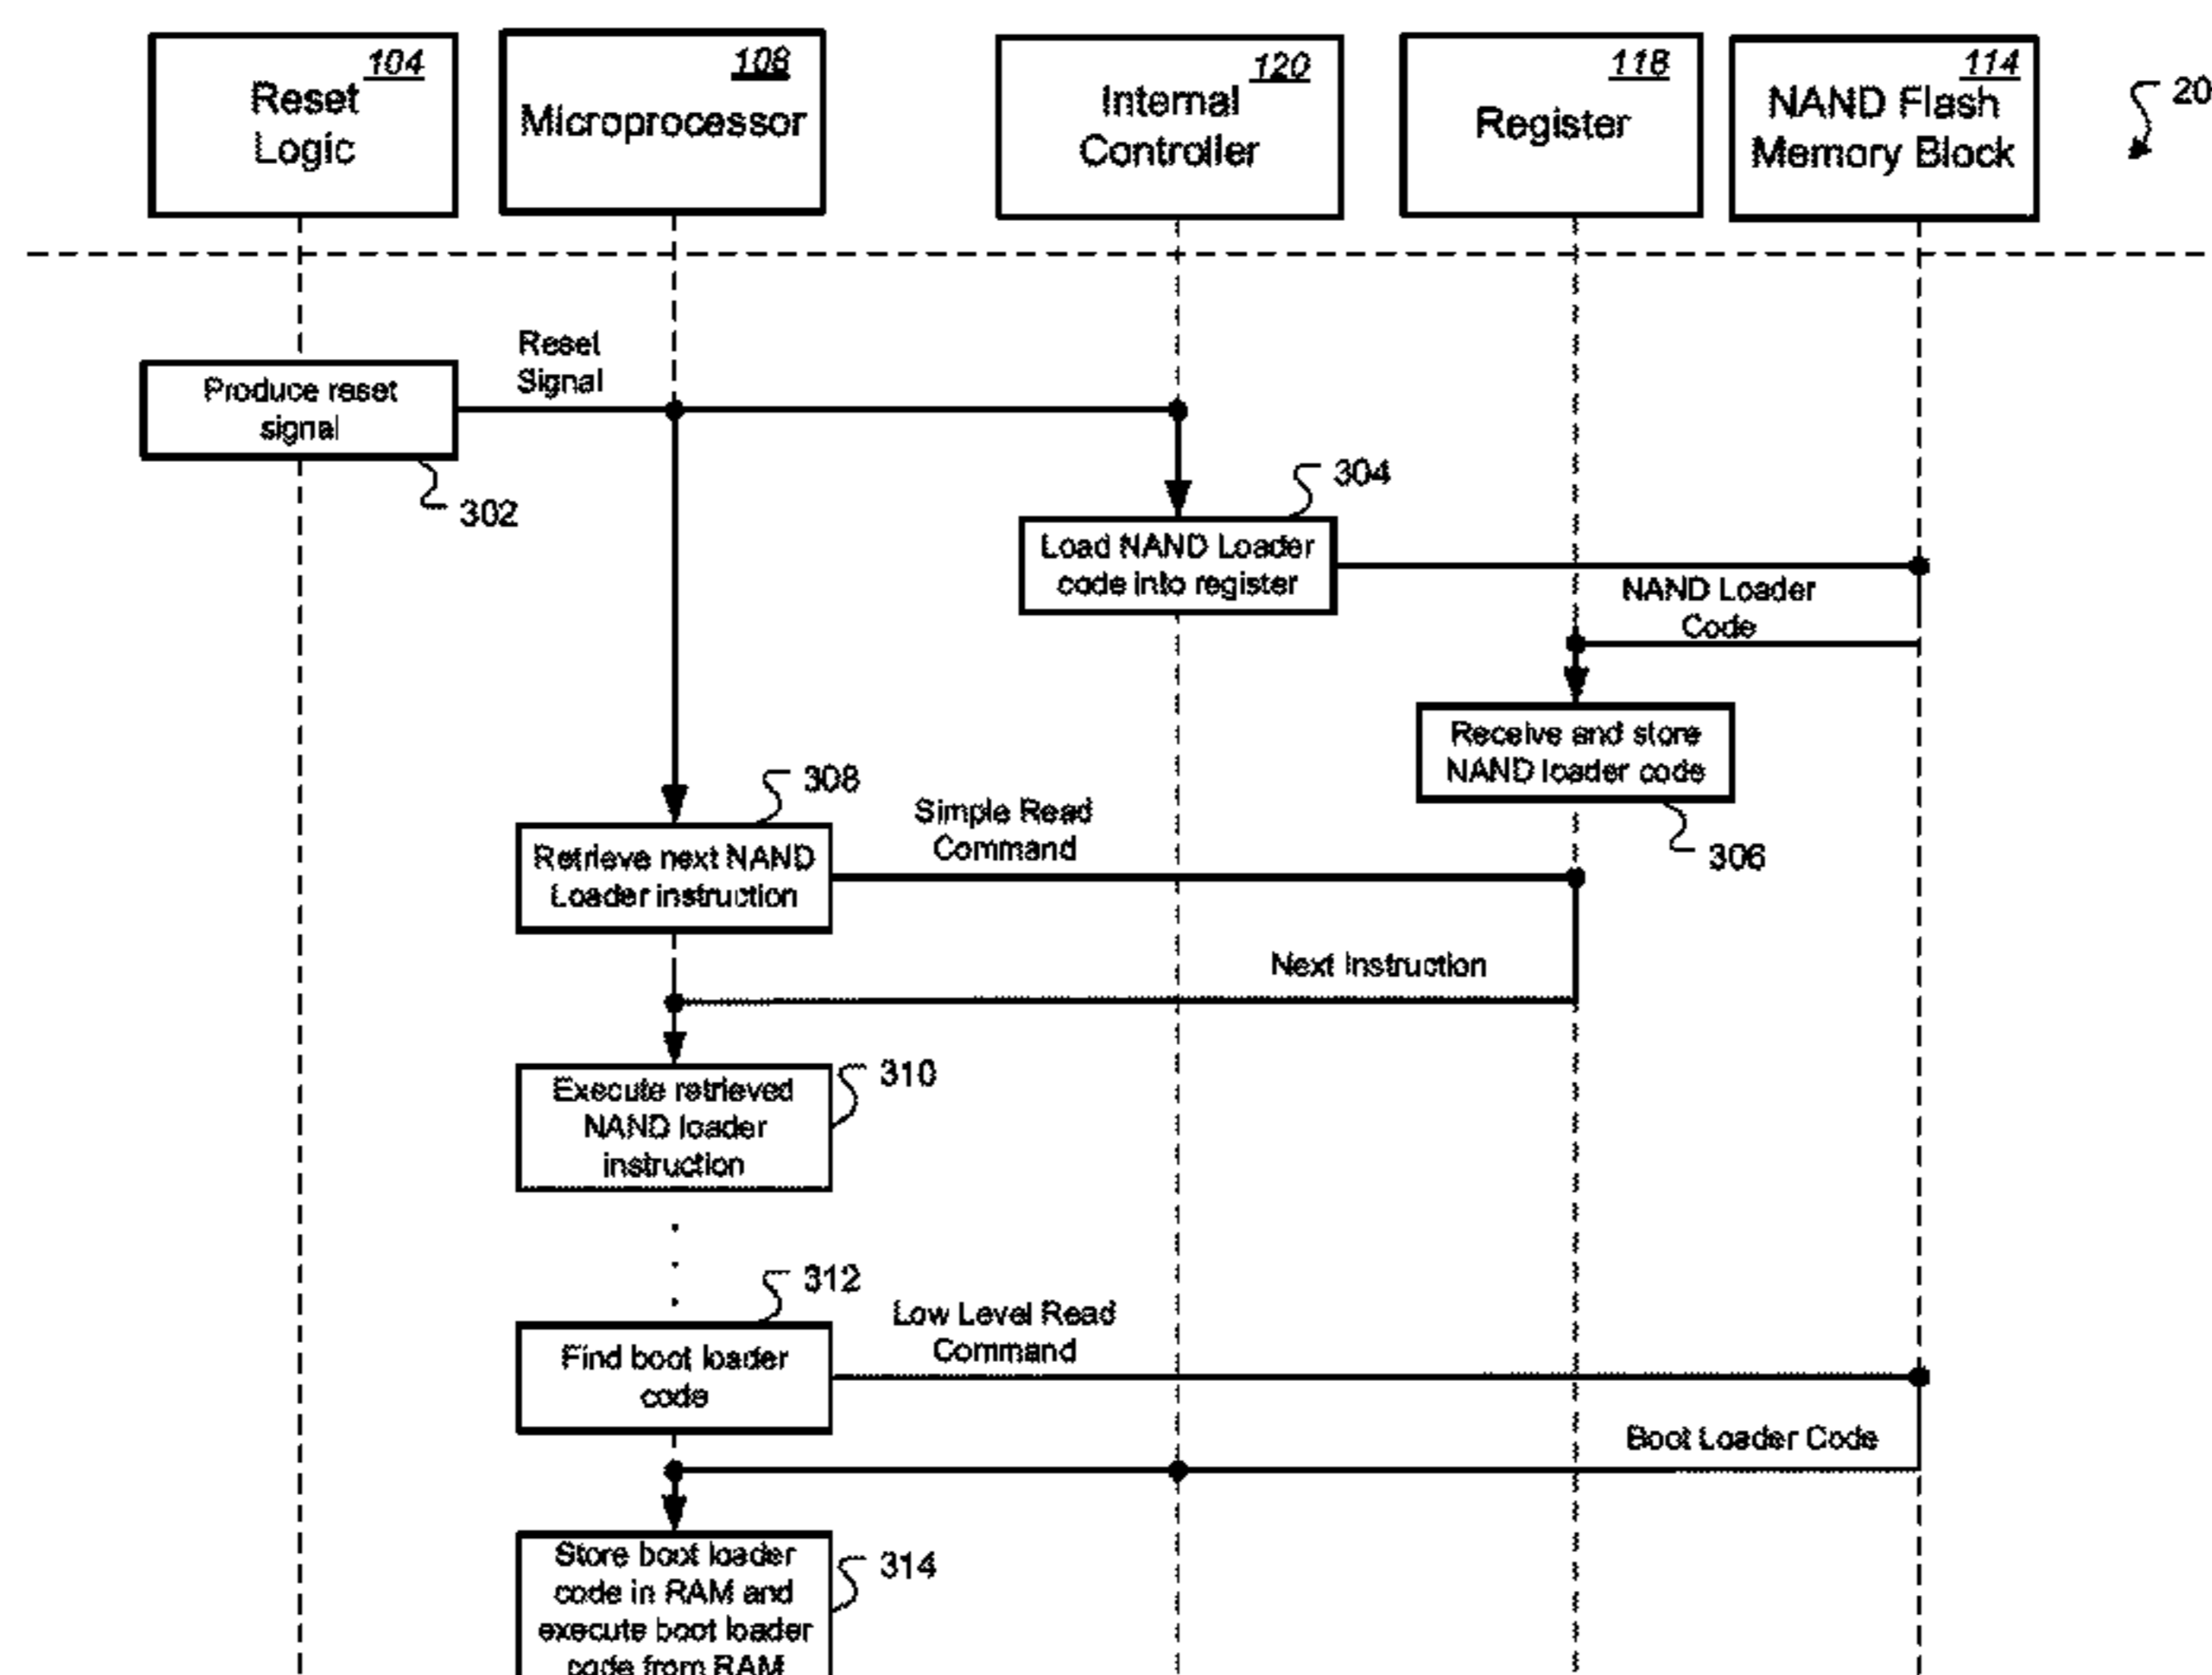 104
Reset
Logic
108
Microprocessor
120
Internal
Controller
118
Register
114
NAND Flash
Memory Block
20
Reset
Signal
Produce reset
signal
302
304
Load NAND Loader
code into register
NAND Loader
Code
Receive and store
NAND loader code
306
308
Retrieve next NAND
Loader instruction
Simple Read
Command
Next Instruction
310
Execute retrieved
NAND loader
instruction
312
Low Level Read
Command
Find boot loader
code
Boot Loader Code
314
Store boot loader
code in RAM and
execute boot loader
code from RAM